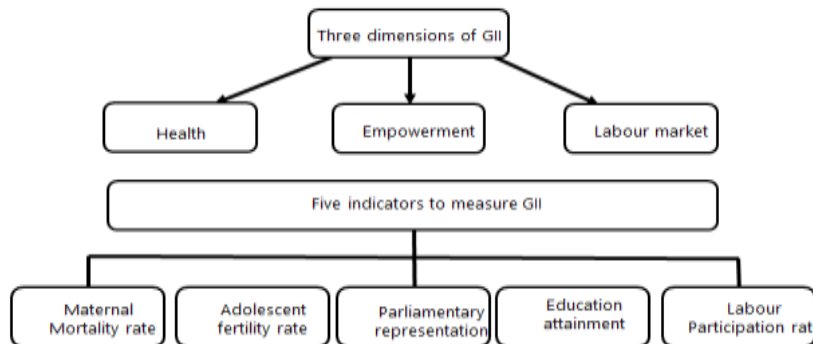 Three dimensions of GII
Health
Empowerment
Labour market
Five indicators to measure GII
Maternal
Mortality rate
Adolescent
fertility rate
Parliamentary
representation
Education
attainment
Labour
Participation rat